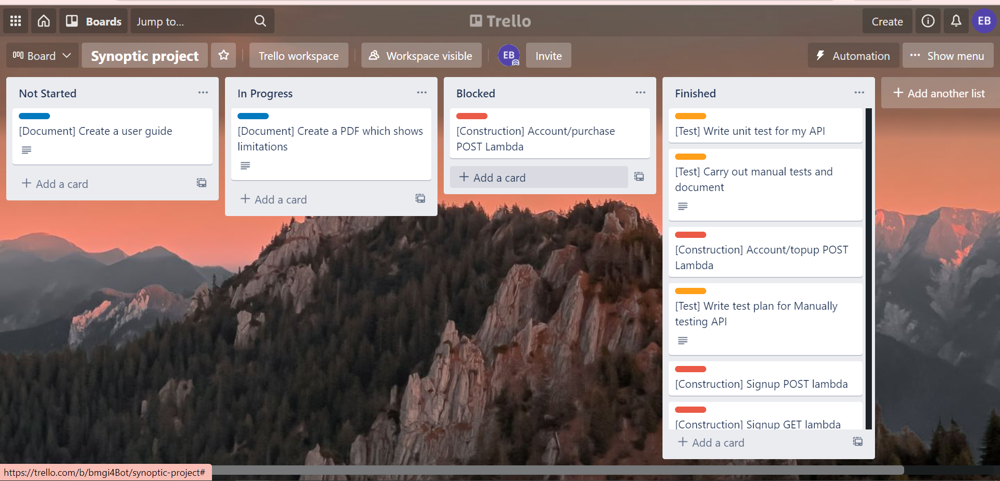 Boards
Jump to...
Trello
Create
EB
Board
Synoptic project
Trello workspace
Workspace visible
EB
Invite
Automation
Show menu
Not Started
[Document] Create a user guide
Add a card
In Progress
[Document] Create a PDF which shows
limitations
Add a card
Blocked
[Construction] Account/purchase
POST Lambda
Add a card
Finished
[Test] Write unit test for my API
[Test] Carry out manual tests and
document
[Construction] Account/topup POST
Lambda
[Test] Write test plan for Manually
testing API
[Construction] Signup POST lambda
[Construction] Signup GET lambda
Add a card
Add another list
https://trello.com/b/bmgi4Bot/synoptic-project#